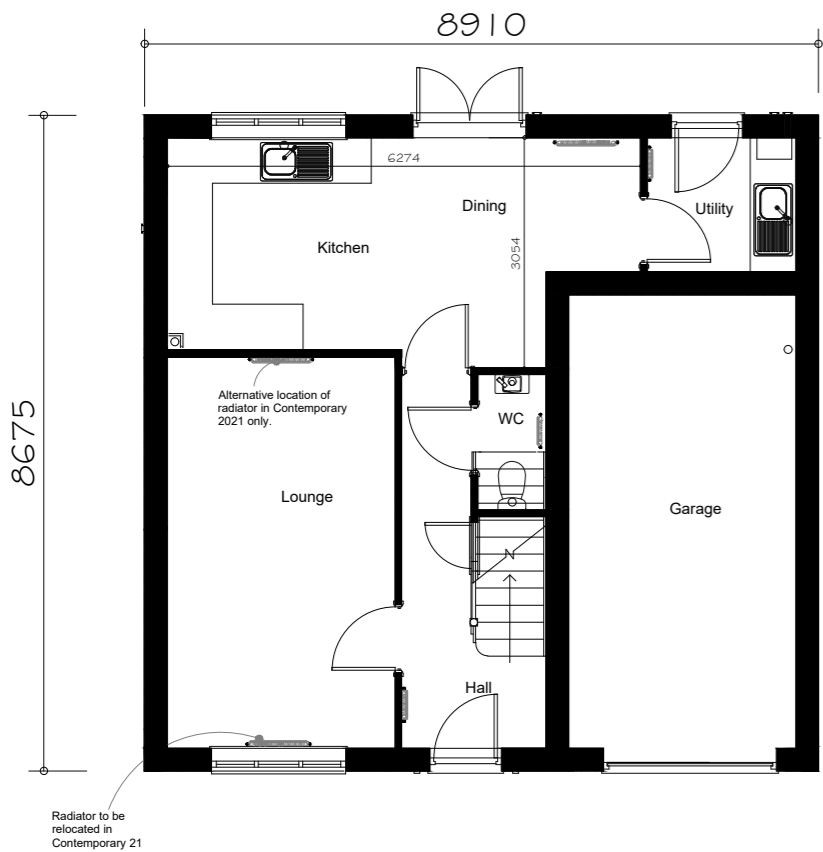 8910
6274
Dining
Utility
Kitchen
3054
Alternative location of
radiator in Contemporary
2021 only.
WC
8675
Lounge
Garage
N
Hall
Radiator to be
relocated in
Contemporary 21